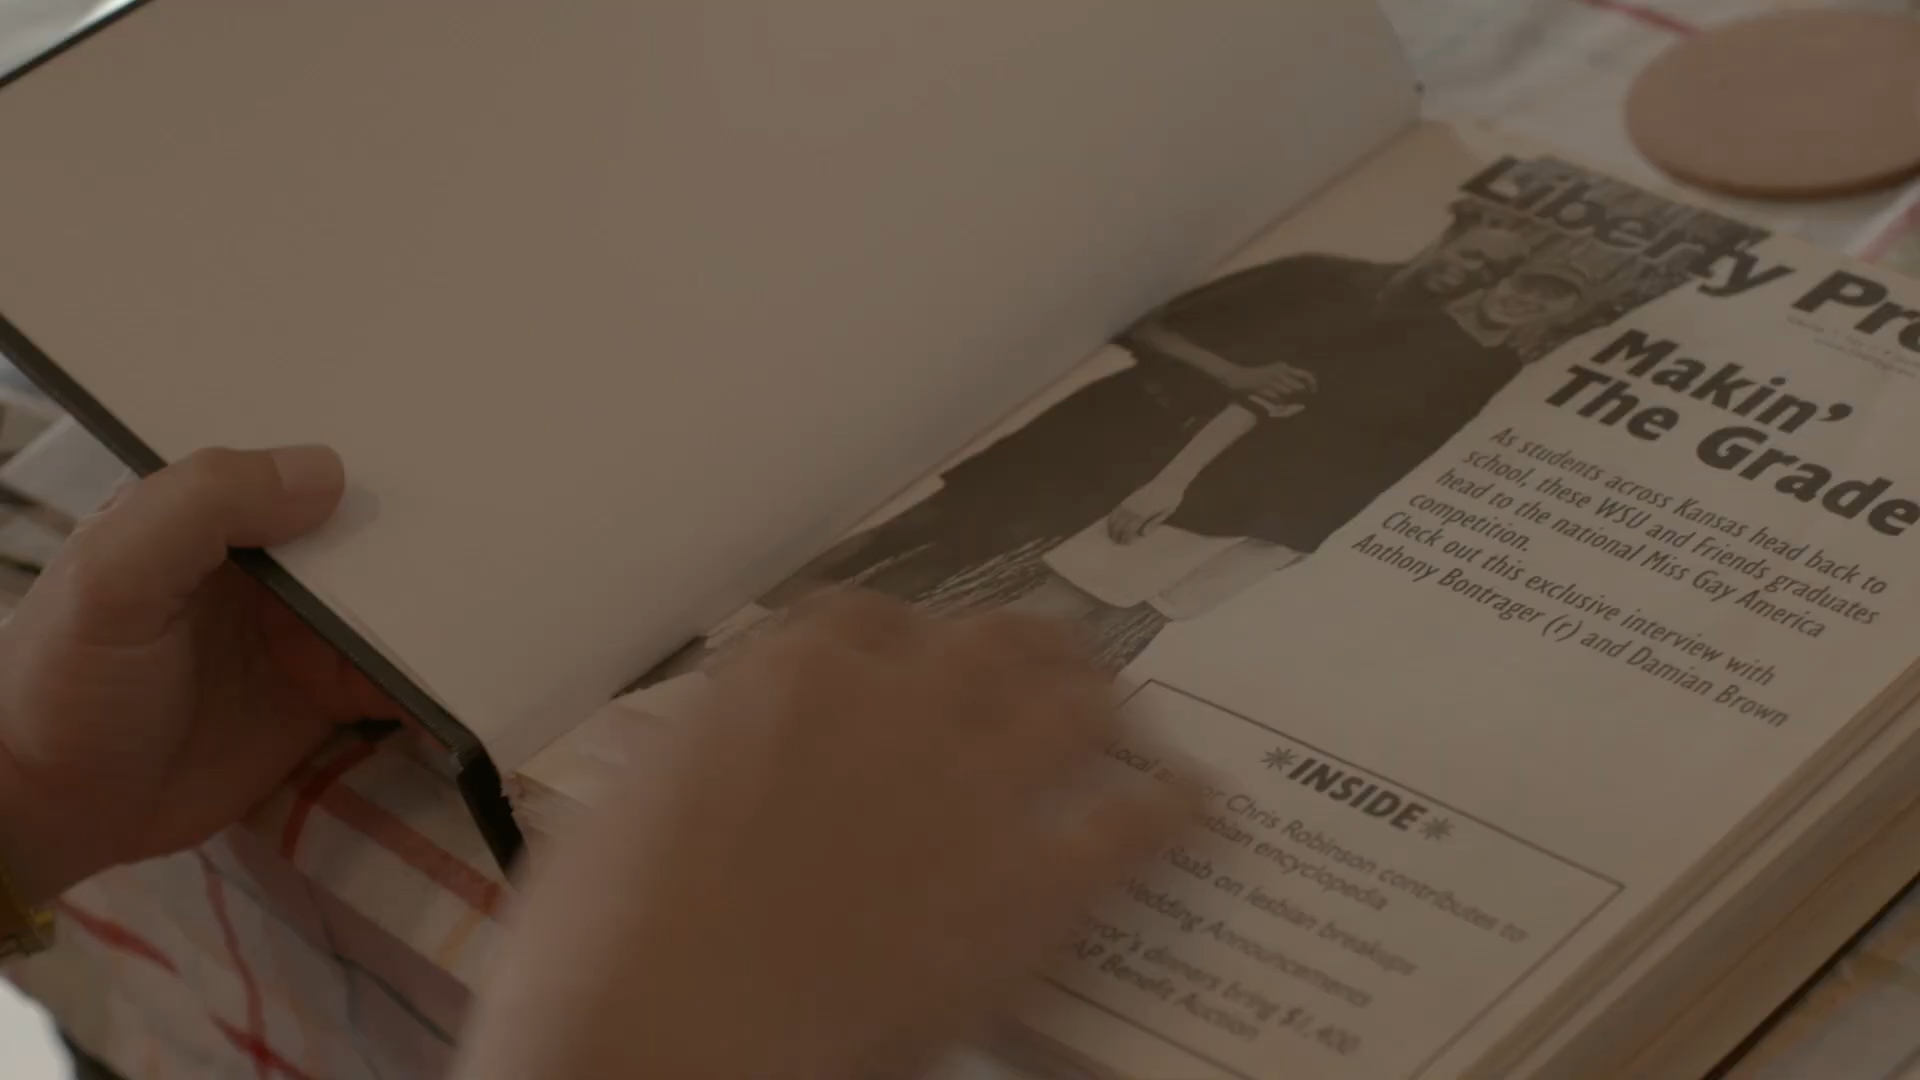 Liberty Pre
Makin'
The Grade
As students across Kansas head back to
school, these WSU and Friends graduates
head to the national Miss Gay America
competition.
Check out this exclusive interview with
Anthony Bontrager (r) and Damian Brown
INSIDE
Local Chris Robinson contributes to
encyclopedia
Raab on lesbian breakups
Wedding Announcements
dinners bring $1,400
Benefit Auction